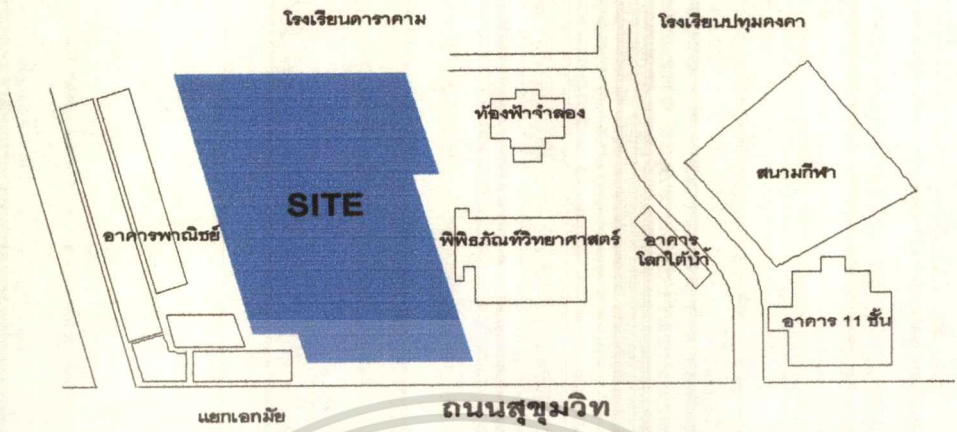 โรงเรียนดาราคาม
โรงเรียนปทุมคงคา
ท้องฟ้าจำลอง
สนามกีฬา
SITE
อาคารพาณิชย์
พิพิธภัณฑ์วิทยาศาสตร์
อาคาร
โลกใต้น้ำ
อาคาร 11 ชั้น
แยกเอกมัย
ถนนสุขุมวิท